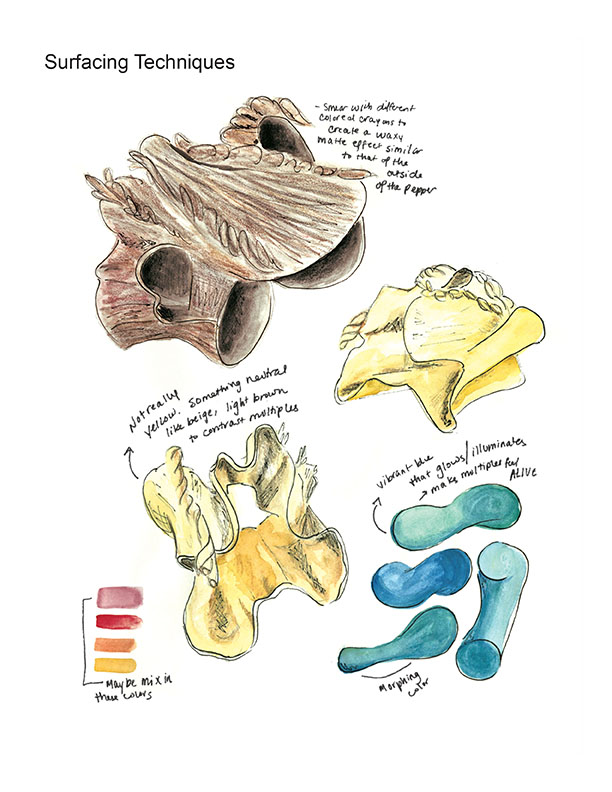 Surfacing Techniques
- Smear with different
colored crayons to
create a waxy
matte effect similar
to that of the
outside
of the pepper
Not really
yellow. Something neutral
like beige, light brown
to contrast multiples
vibrant blue
that glows/illuminates
→ makes multiples feel
ALIVE
Maybe mix in
these colors
Morphing
color